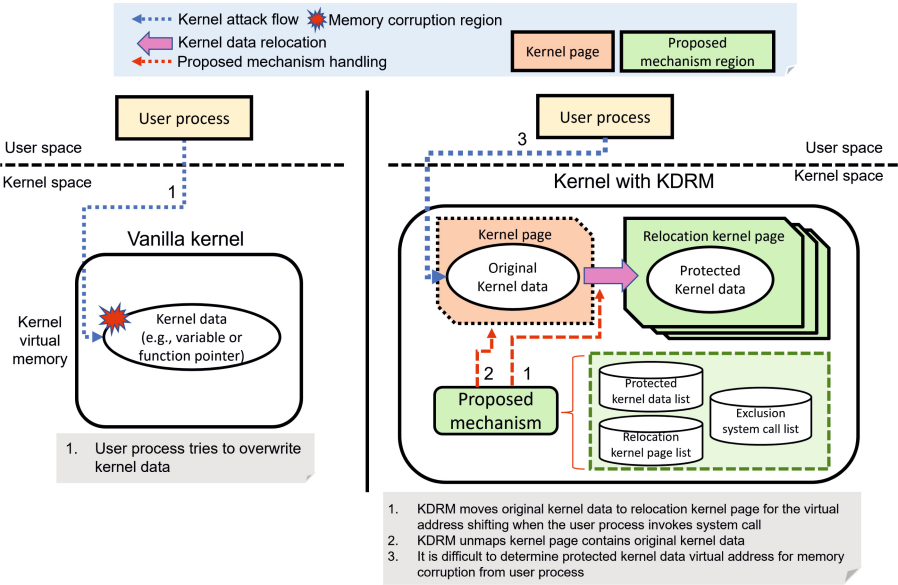 Kernel attack flow
Memory corruption region
Kernel data relocation
Proposed mechanism handling
Kernel page
Proposed
mechanism region
User process
User space
Kernel space
1
Vanilla kernel
Kernel
virtual
memory
Kernel data
(e.g., variable or
function pointer)
1. User process tries to overwrite
kernel data
User process
3
User space
Kernel space
Kernel with KDRM
Kernel page
Original
Kernel data
Relocation kernel page
Protected
Kernel data
2
1
Proposed
mechanism
Protected
kernel data list
Relocation
kernel page list
Exclusion
system call list
1. KDRM moves original kernel data to relocation kernel page for the virtual
address shifting when the user process invokes system call
2. KDRM unmaps kernel page contains original kernel data
3. It is difficult to determine protected kernel data virtual address for memory
corruption from user process